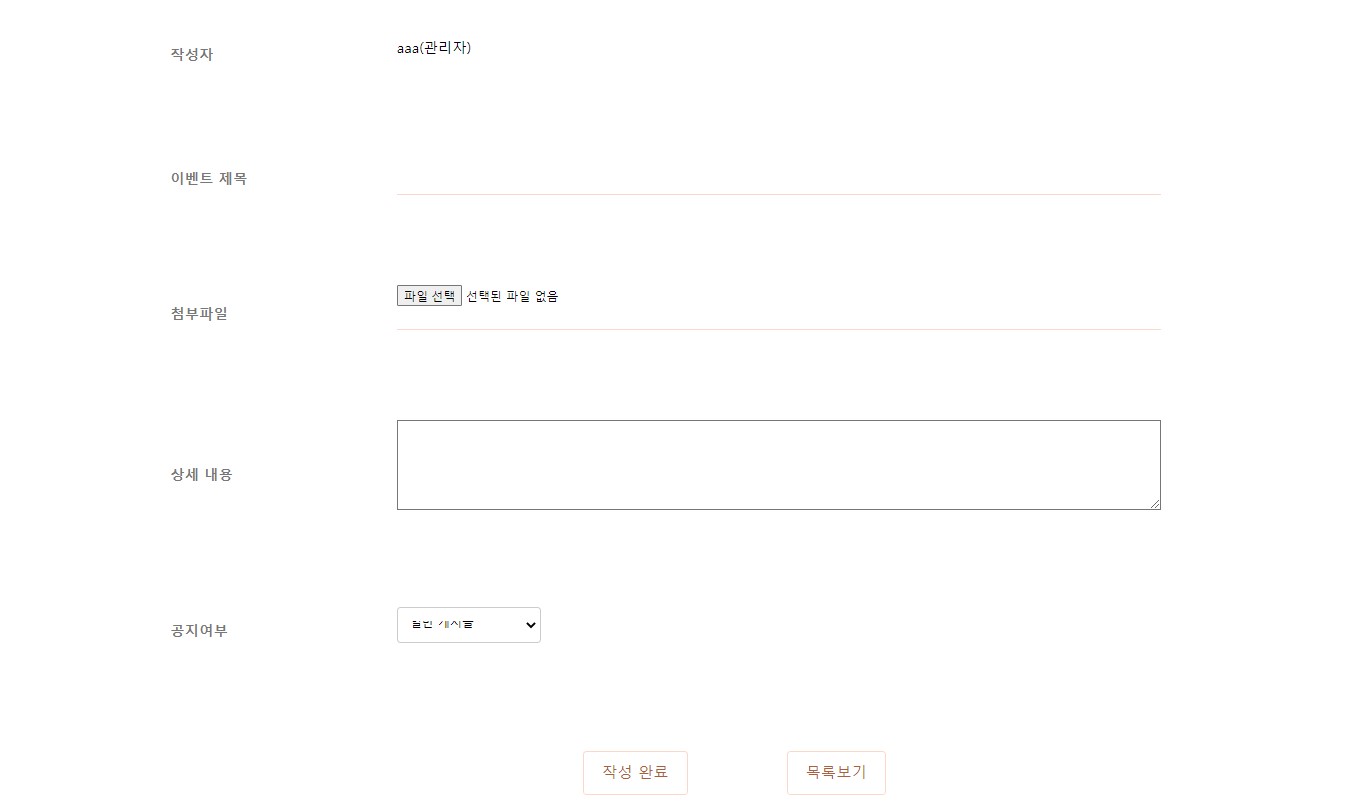 작성자
aaa(관리자)
이벤트 제목
첨부파일
파일 선택 선택된 파일 없음
상세 내용
공지여부
일반 게시글
작성 완료
목록보기